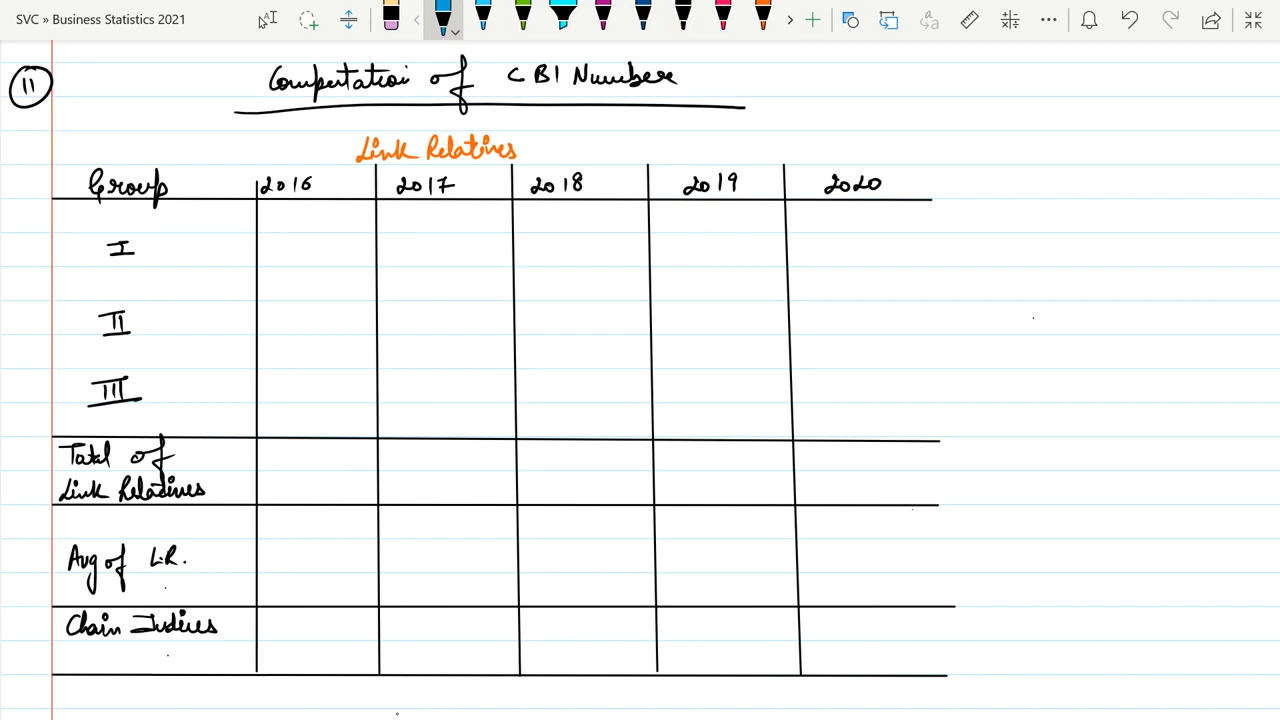 SVC » Business Statistics 2021
11
Computation of CBI Numbers
Link Relatives
Group 2016 2017 2018 2019 2020
I
II
III
Total of
Link Relatives
Avg of L.R.
Chain Indices